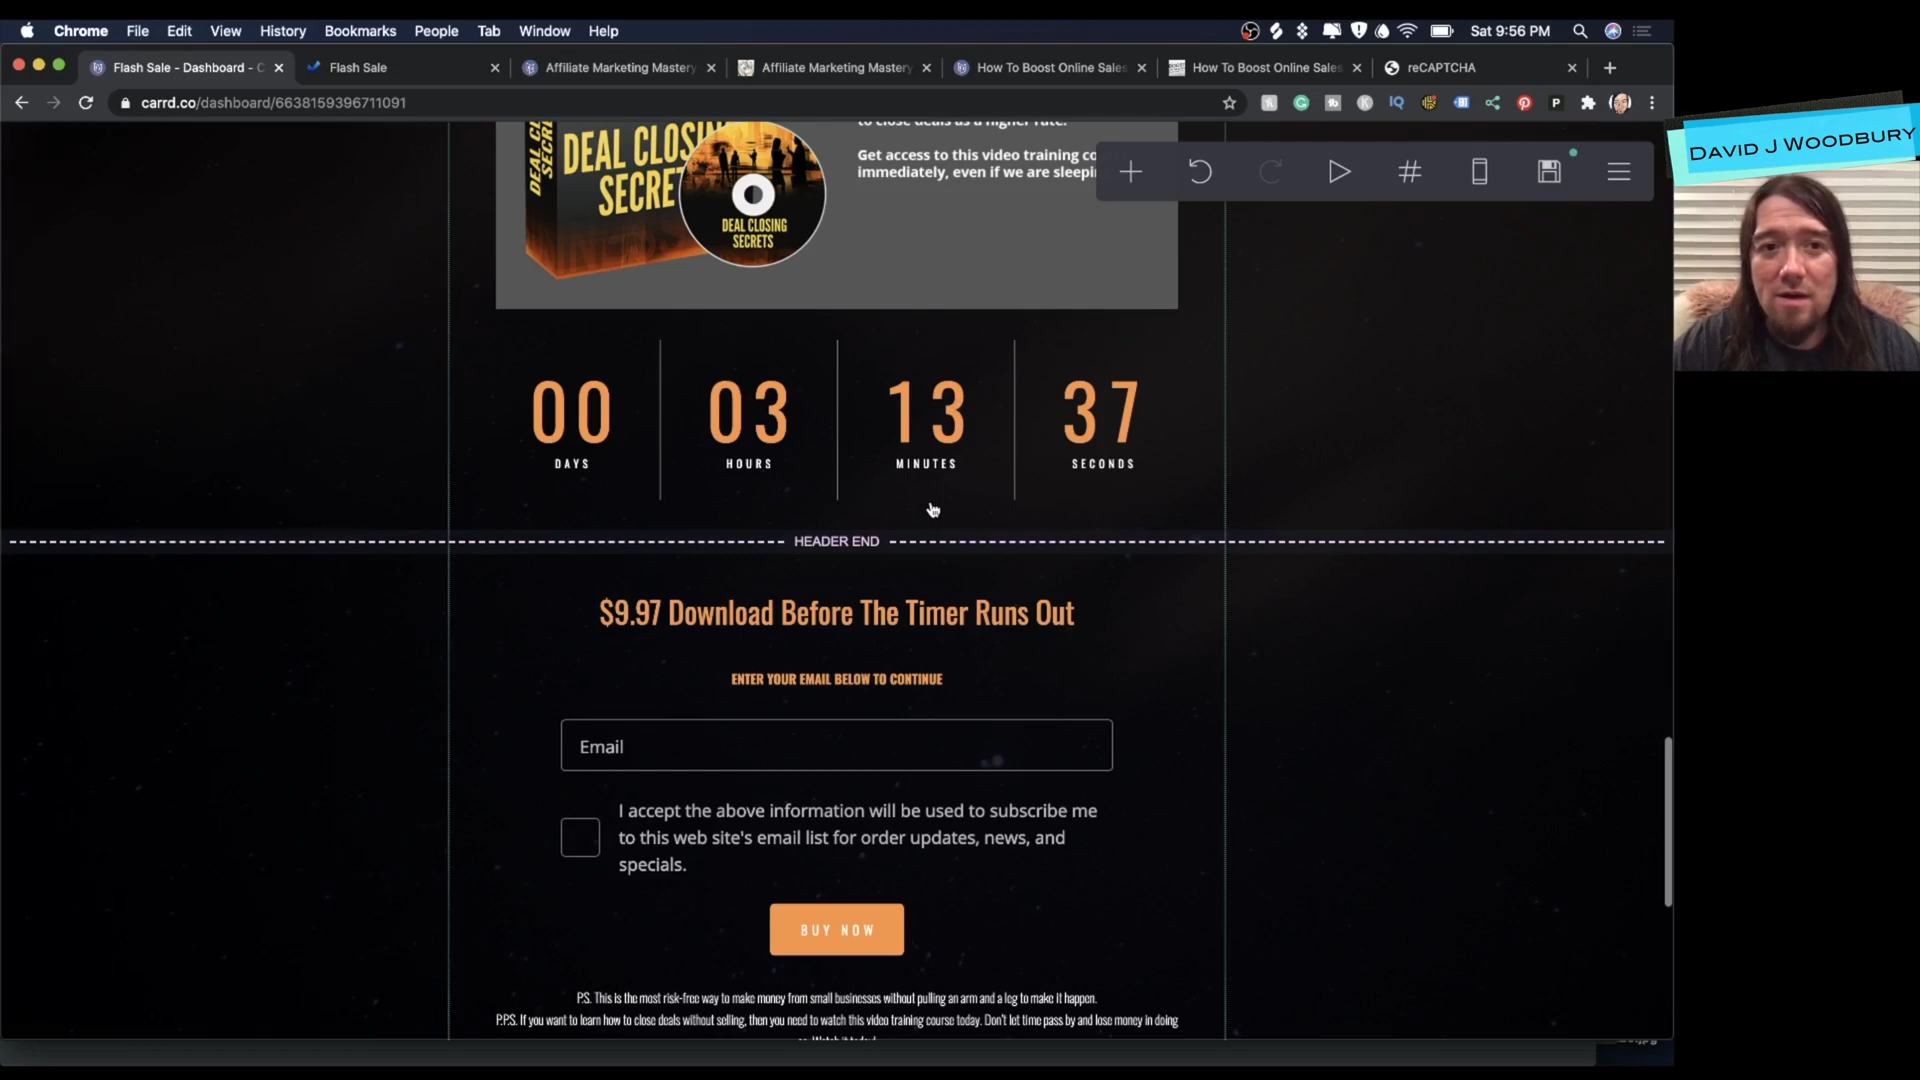 Chrome File Edit View History Bookmarks People Tab Window Help
Sat 9:56 PM
Flash Sale - Dashboard - C
Flash Sale
Affiliate Marketing Mastery
Affiliate Marketing Mastery
How To Boost Online Sales
How To Boost Online Sales
reCAPTCHA
carrd.co/dashboard/6638159396711091
DAVID J WOODBURY
to close deals as a higher rate.
Get access to this video training co
immediately, even if we are sleepi
DEAL CLOSIN
SECRE
DEAL CLOSING
SECRETS
00
03
13
37
DAYS
HOURS
MINUTES
SECONDS
HEADER END
$9.97 Download Before The Timer Runs Out
ENTER YOUR EMAIL BELOW TO CONTINUE
Email
I accept the above information will be used to subscribe me
to this web site's email list for order updates, news, and
specials.
BUY NOW
P.S. This is the most risk-free way to make money from small businesses without pulling an arm and a leg to make it happen.
P.P.S. If you want to learn how to close deals without selling, then you need to watch this video training course today. Don't let time pass by and lose money in doing